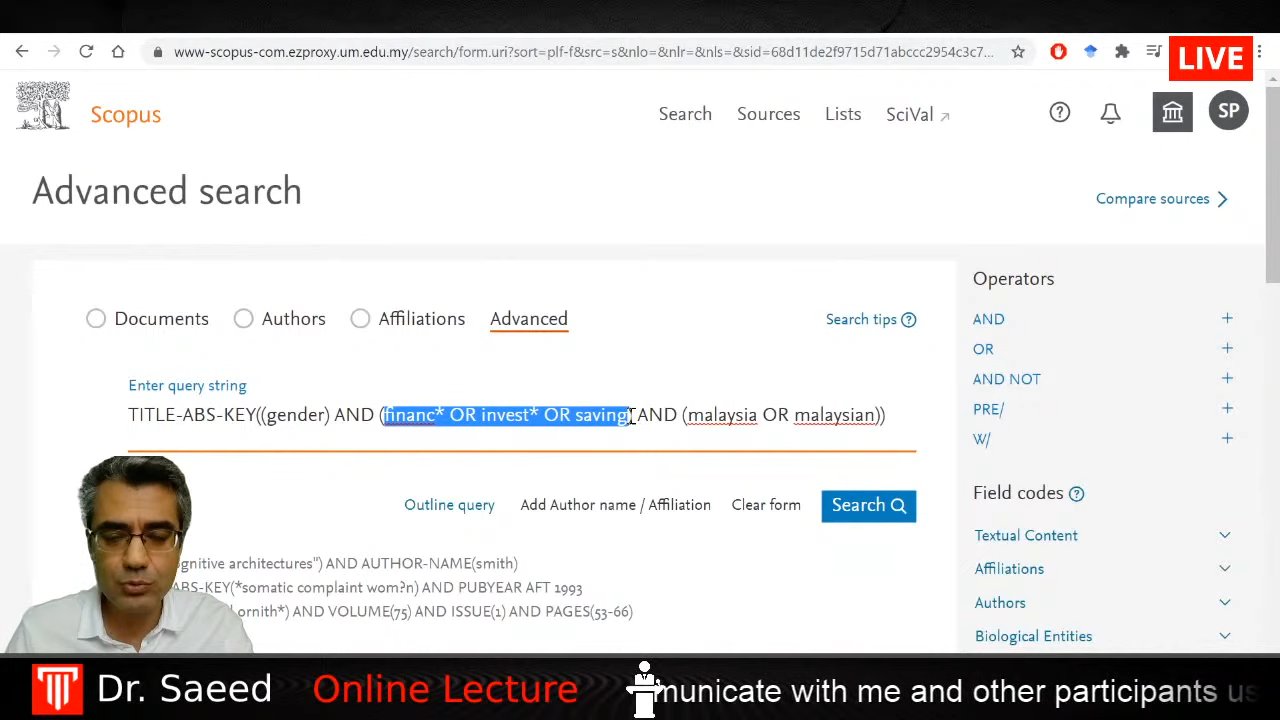 www-scopus-com.ezproxy.um.edu.my/search/form.uri?sort=plf-f&src=s&nlo=&nlr=&nls=&sid=68d11de2f9715d71abccc2954c3c7...
LIVE
Scopus
Search
Sources
Lists
SciVal
SP
Advanced search
Compare sources
Documents
Authors
Affiliations
Advanced
Search tips
Enter query string
TITLE-ABS-KEY((gender) AND (financ* OR invest* OR saving) AND (malaysia OR malaysian))
Outline query
Add Author name / Affiliation
Clear form
Search
gnitive architectures") AND AUTHOR-NAME(smith)
ABS-KEY(*somatic complaint wom?n) AND PUBYEAR AFT 1993
ornith*) AND VOLUME(75) AND ISSUE(1) AND PAGES(53-66)
Operators
AND
OR
AND NOT
PRE/
W/
Field codes
Textual Content
Affiliations
Authors
Biological Entities
Dr. Saeed
Online Lecture
municate with me and other participants us